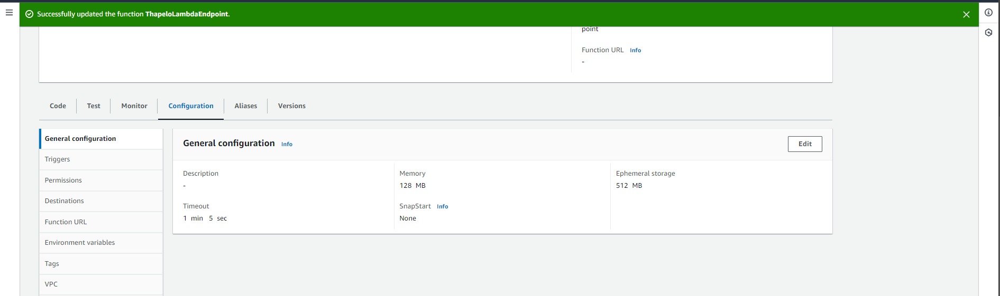 Successfully updated the function ThapeloLambdaEndpoint.
point
Function URL Info
-
Code Test Monitor Configuration Aliases Versions
General configuration
Triggers
Permissions
Destinations
Function URL
Environment variables
Tags
VPC
General configuration Info
Edit
Description
-
Memory
128 MB
Ephemeral storage
512 MB
Timeout
1 min 5 sec
SnapStart Info
None